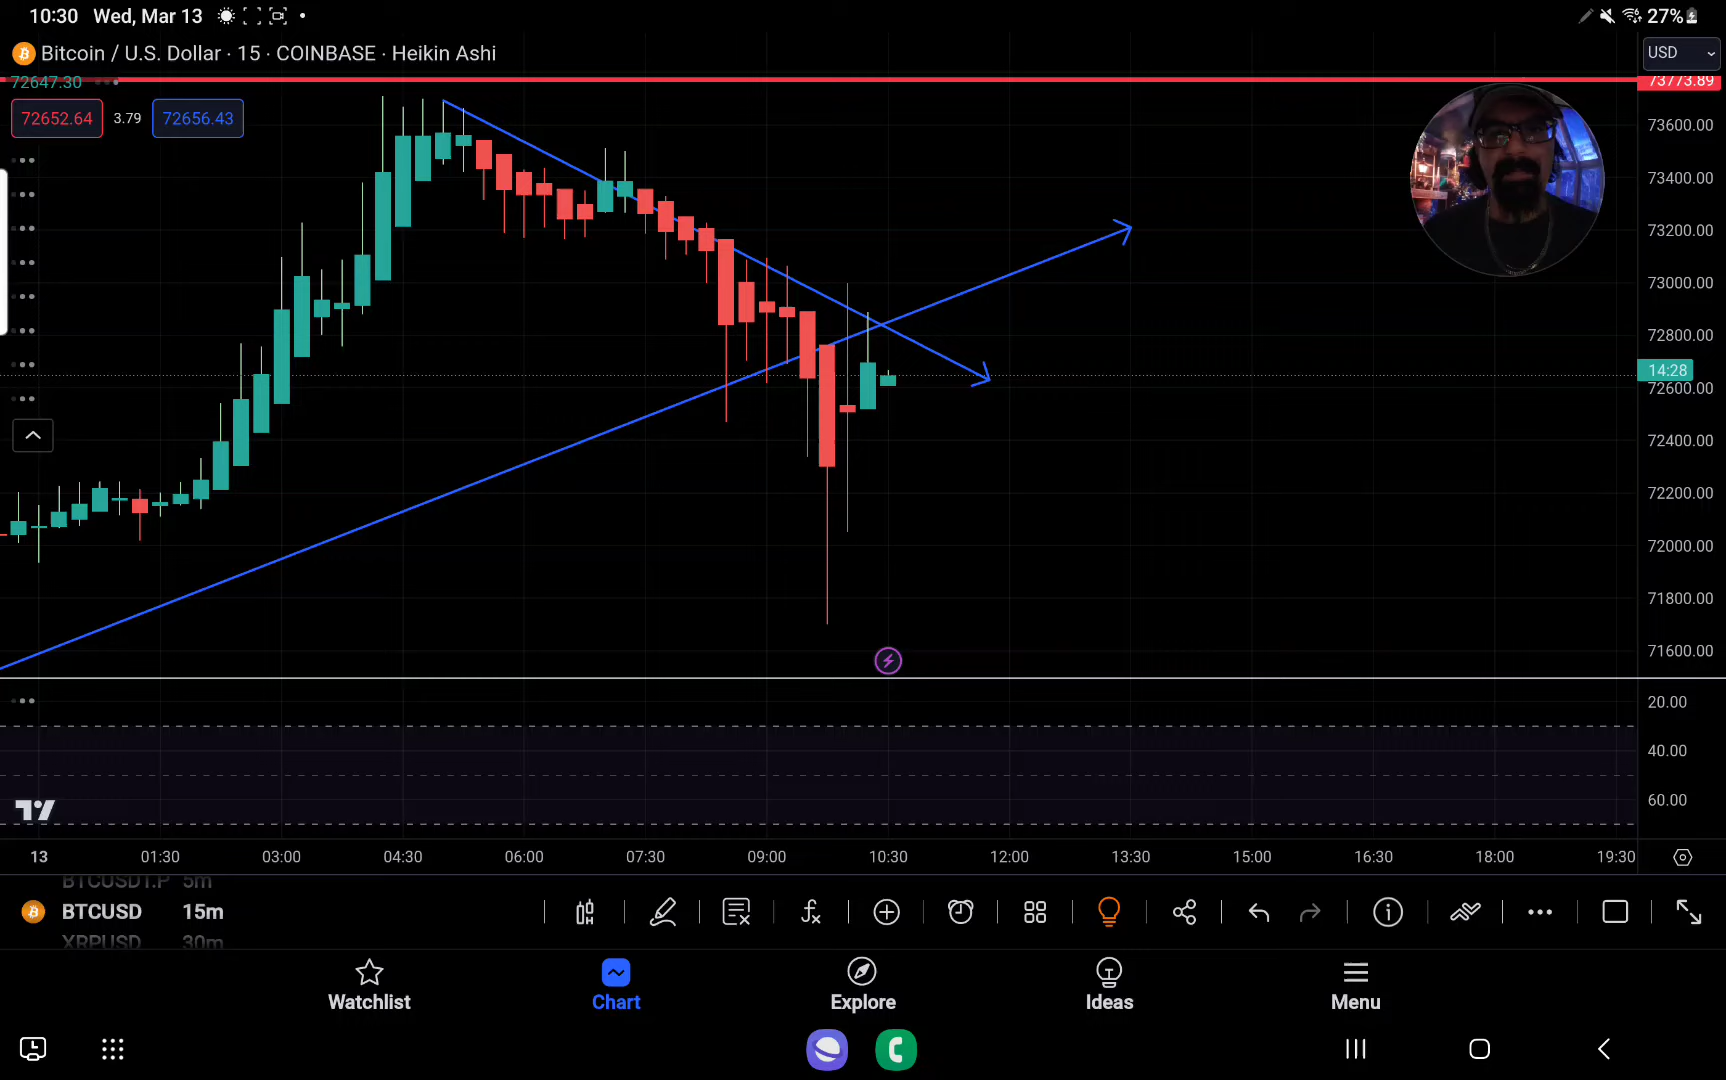 10:30 Wed, Mar 13 27%
Bitcoin / U.S. Dollar · 15 · COINBASE · Heikin Ashi
USD
72647.30
73773.89
72652.64 3.79 72656.43
73600.00
73400.00
73200.00
73000.00
72800.00
14:28
72600.00
72400.00
72200.00
72000.00
71800.00
71600.00
20.00
40.00
60.00
13 01:30 03:00 04:30 06:00 07:30 09:00 10:30 12:00 13:30 15:00 16:30 18:00 19:30
BTCUSDT.P 5m
BTCUSD 15m
XRPUSD 30m
Watchlist Chart Explore Ideas Menu